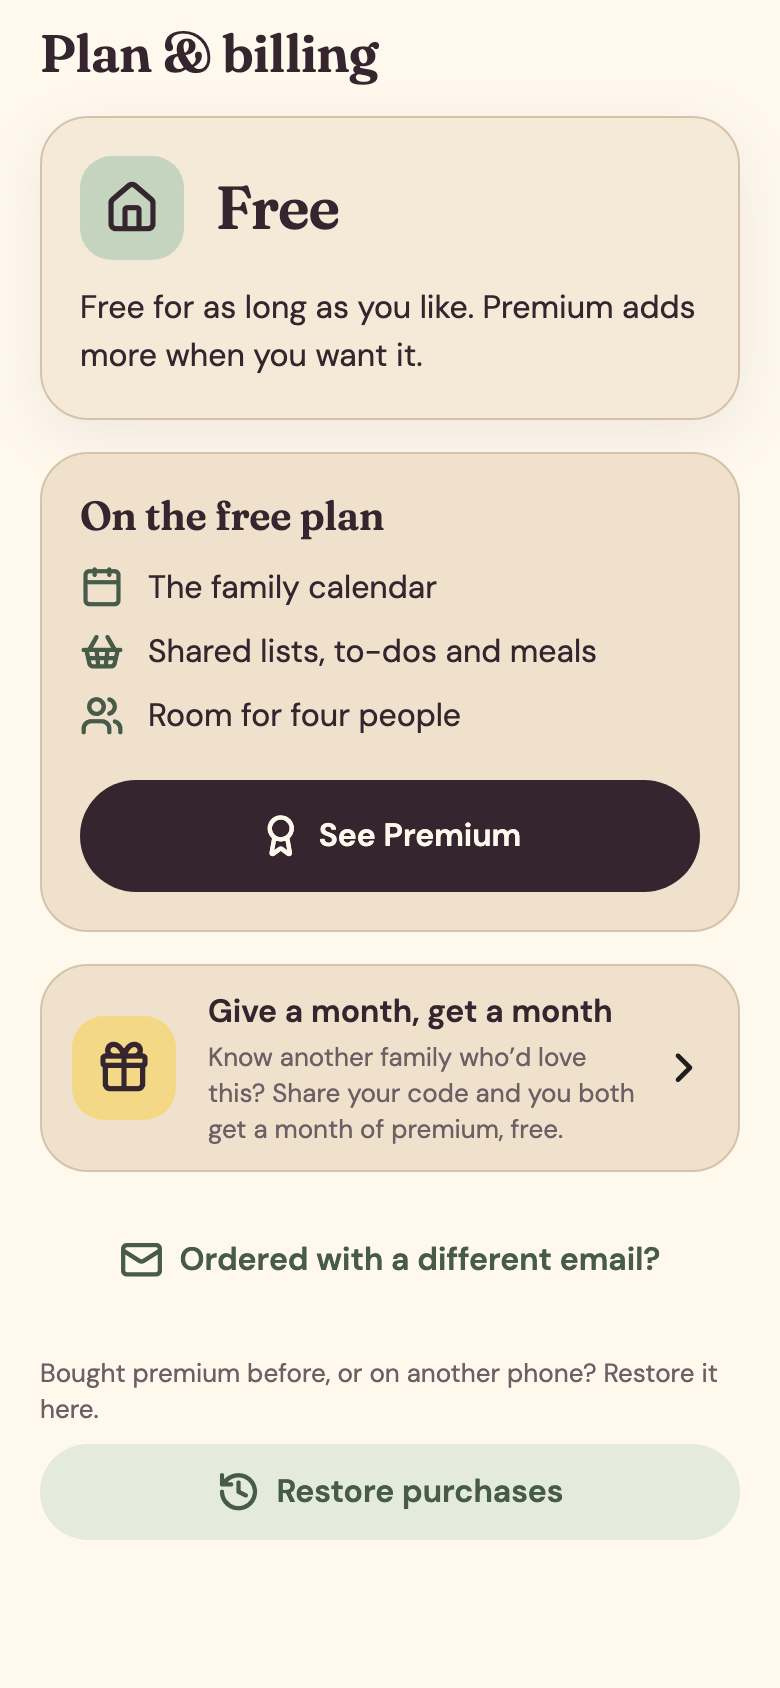 Plan & billing
Free
Free for as long as you like. Premium adds
more when you want it.
On the free plan
The family calendar
Shared lists, to-dos and meals
Room for four people
See Premium
Give a month, get a month
Know another family who’d love
this? Share your code and you both
get a month of premium, free.
Ordered with a different email?
Bought premium before, or on another phone? Restore it
here.
Restore purchases